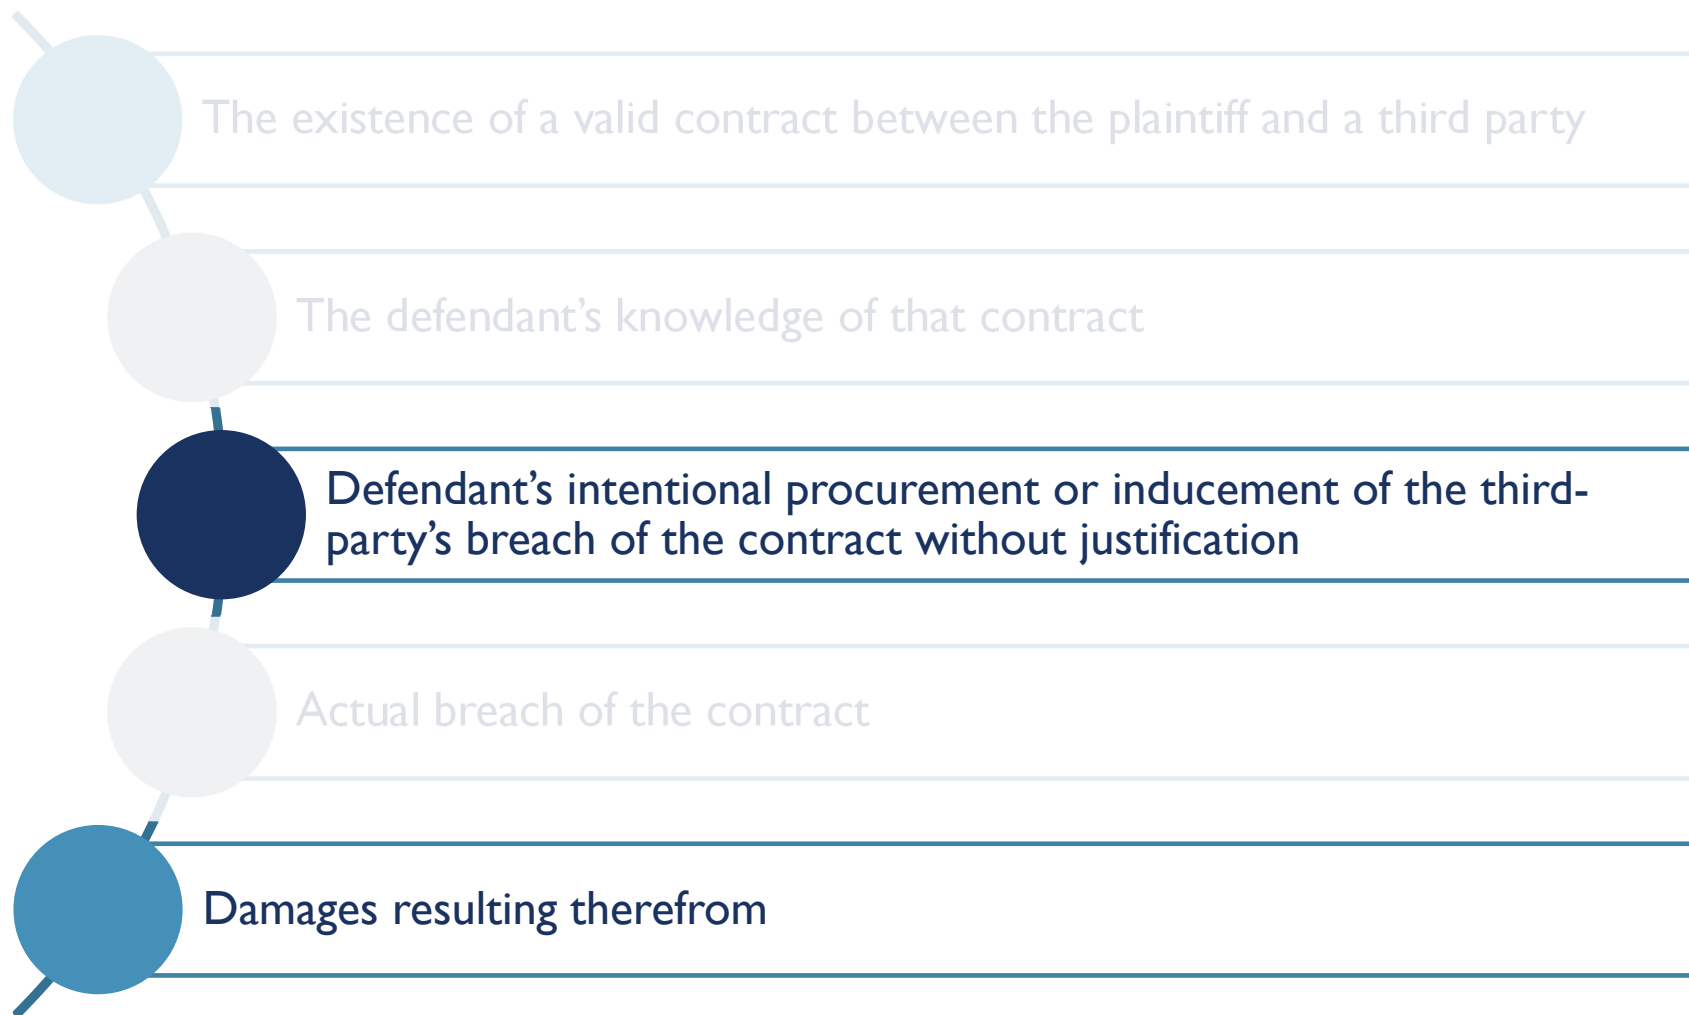 The existence of a valid contract between the plaintiff and a third party
The defendant’s knowledge of that contract
Defendant’s intentional procurement or inducement of the third-
party’s breach of the contract without justification
Actual breach of the contract
Damages resulting therefrom